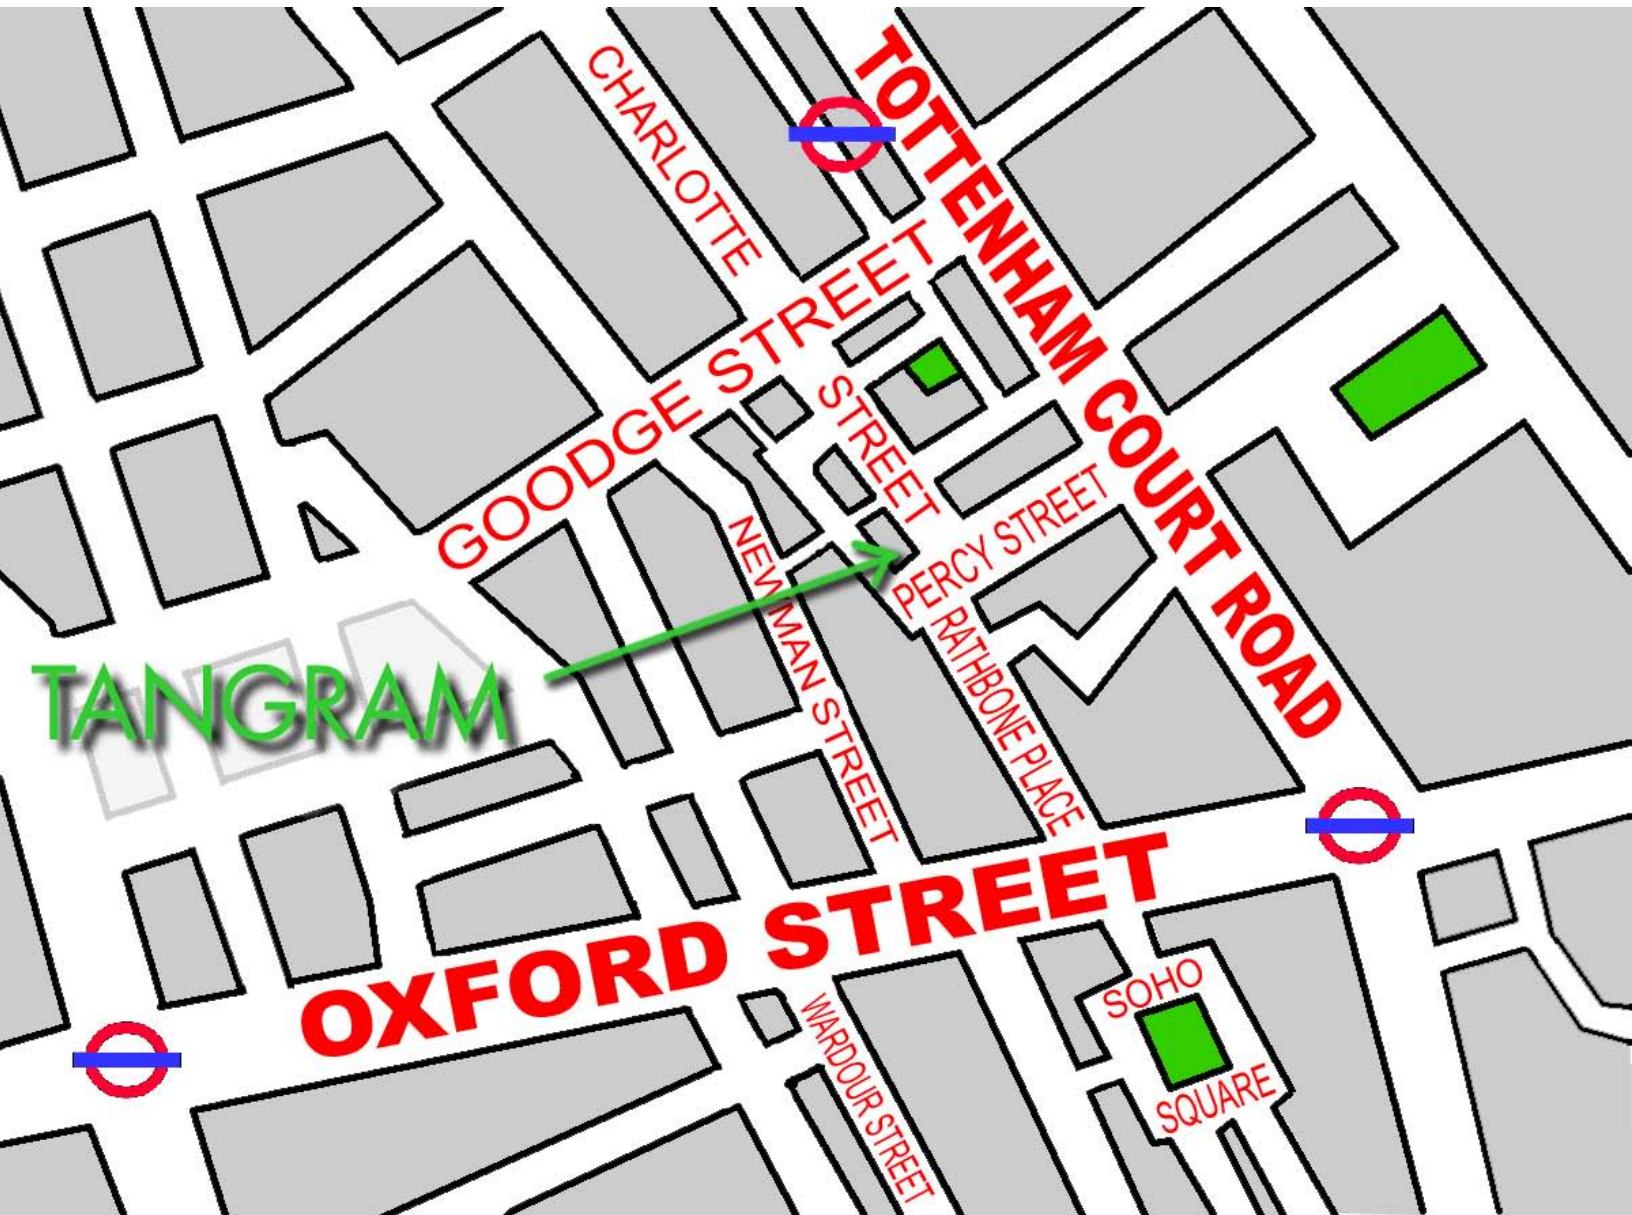 TOTTENHAM COURT ROAD
CHARLOTTE
STREET
GOODGE STREET
PERCY STREET
NEWMAN STREET
RATHBONE PLACE
TANGRAM
OXFORD STREET
WARDOUR STREET
SOHO
SQUARE